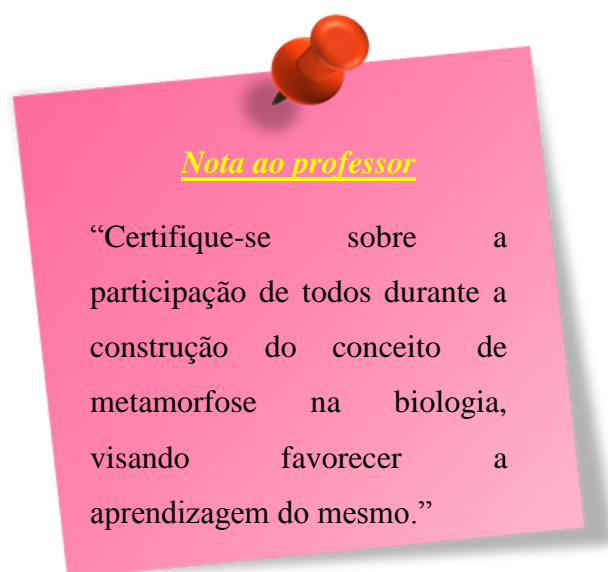 Nota ao professor
“Certifique-se sobre a
participação de todos durante a
construção do conceito de
metamorfose na biologia,
visando favorecer a
aprendizagem do mesmo.”